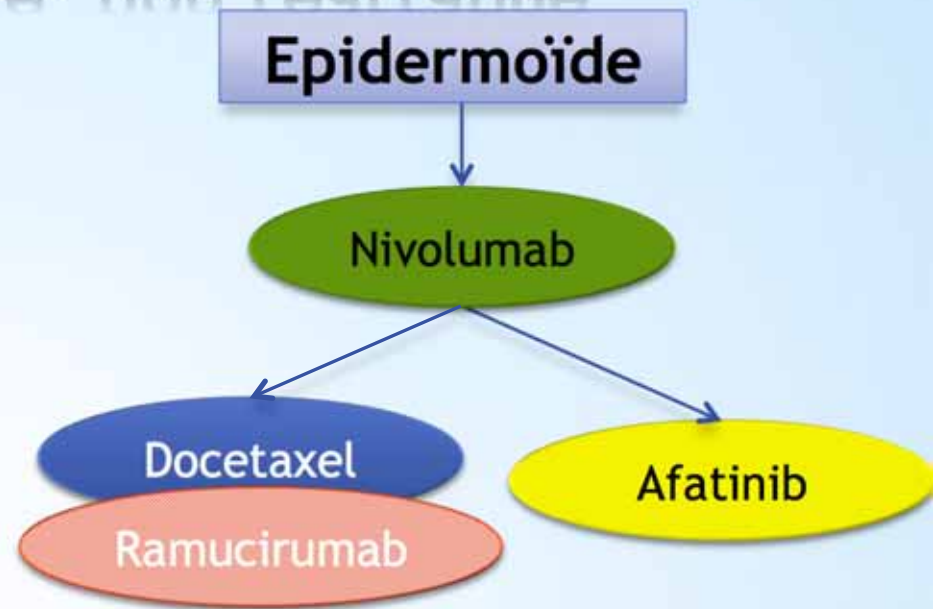 Epidermoïde
Nivolumab
Docetaxel
Afatinib
Ramucirumab